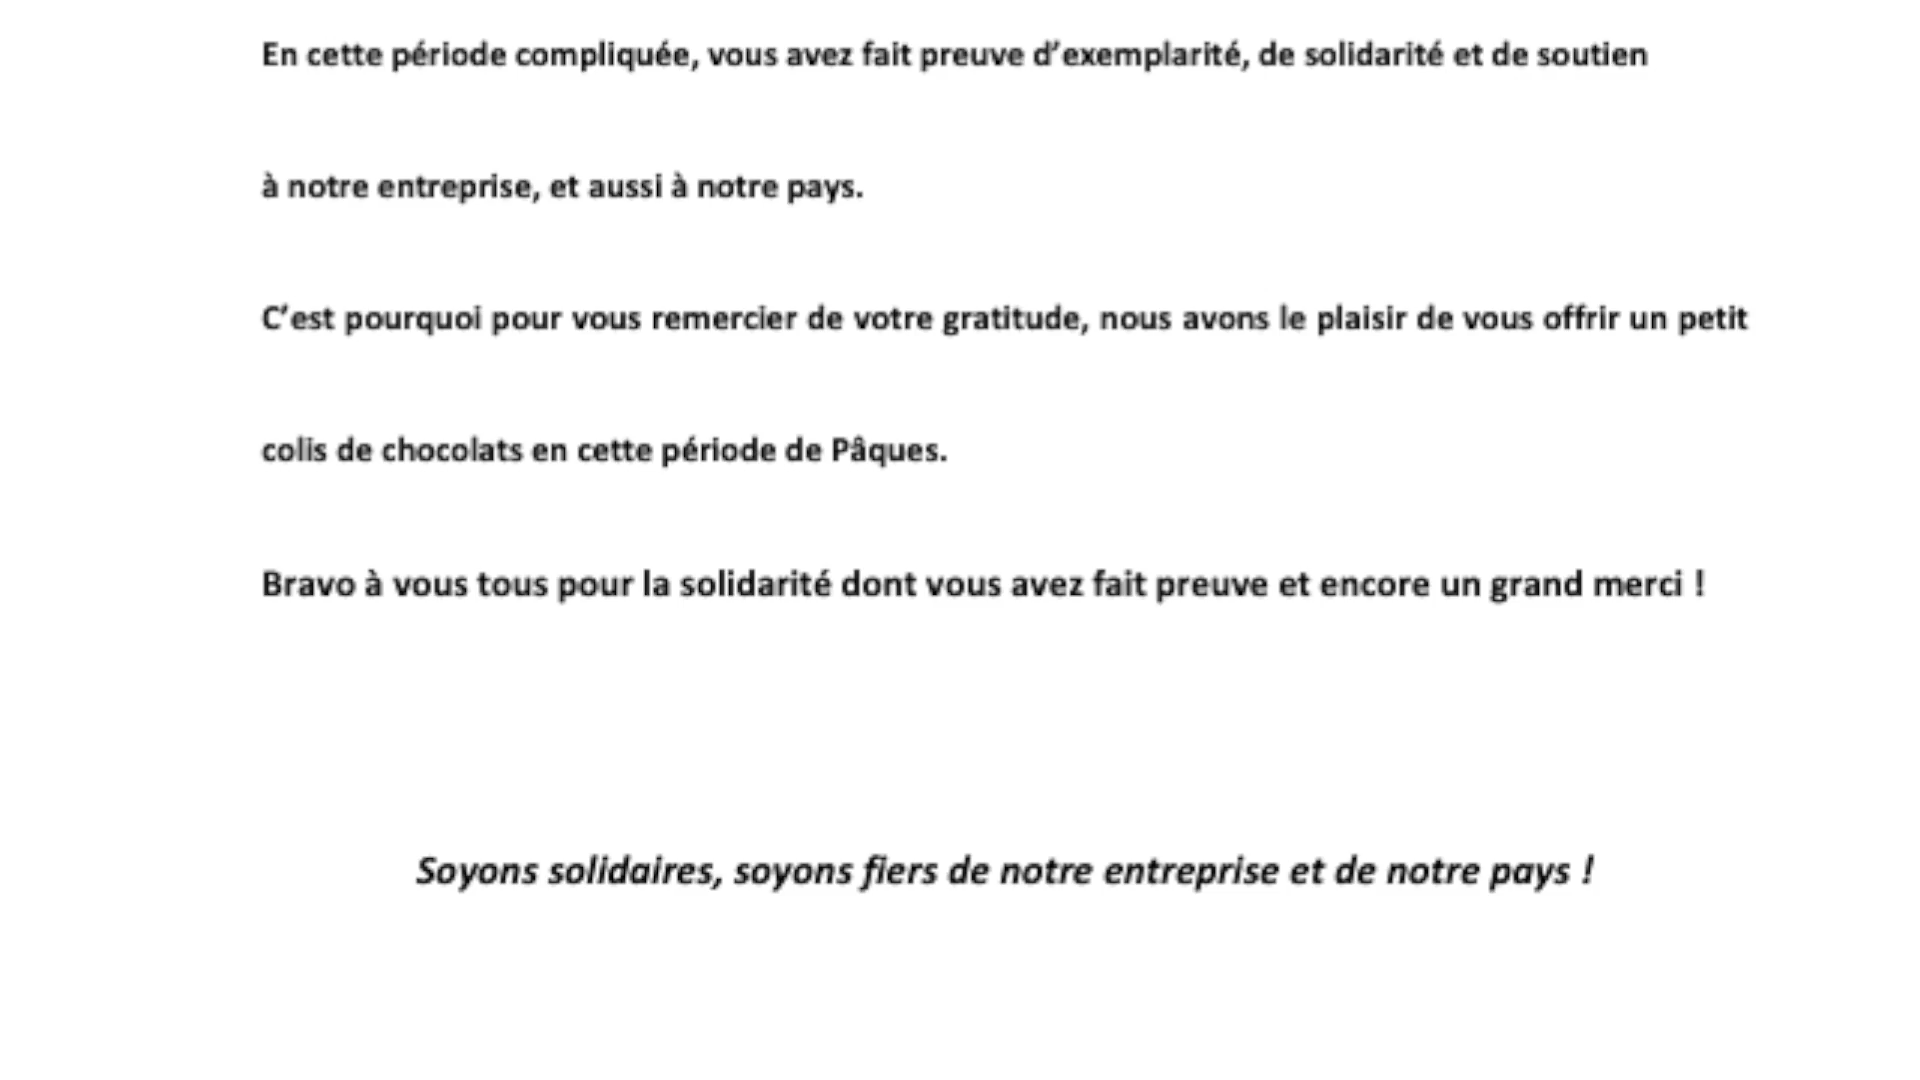 En cette période compliquée, vous avez fait preuve d’exemplarité, de solidarité et de soutien
à notre entreprise, et aussi à notre pays.
C’est pourquoi pour vous remercier de votre gratitude, nous avons le plaisir de vous offrir un petit
colis de chocolats en cette période de Pâques.
Bravo à vous tous pour la solidarité dont vous avez fait preuve et encore un grand merci !
Soyons solidaires, soyons fiers de notre entreprise et de notre pays !